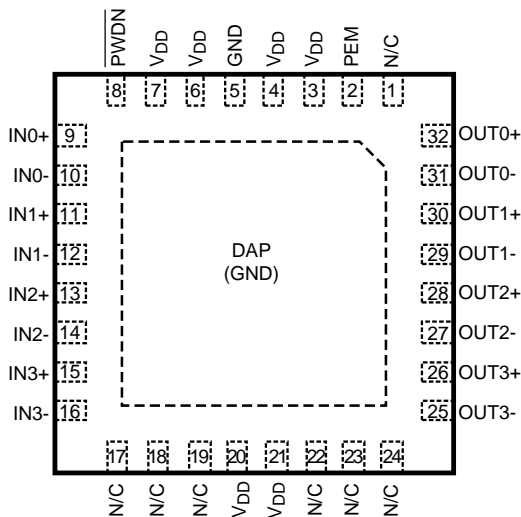 PWDN VDD VDD GND VDD VDD PEM N/C
8 7 6 5 4 3 2 1
IN0+ 9 32 OUT0+
IN0- 10 31 OUT0-
IN1+ 11 30 OUT1+
IN1- 12 DAP 29 OUT1-
(GND)
IN2+ 13 28 OUT2+
IN2- 14 27 OUT2-
IN3+ 15 26 OUT3+
IN3- 16 25 OUT3-
17 18 19 20 21 22 23 24
N/C N/C N/C VDD VDD N/C N/C N/C